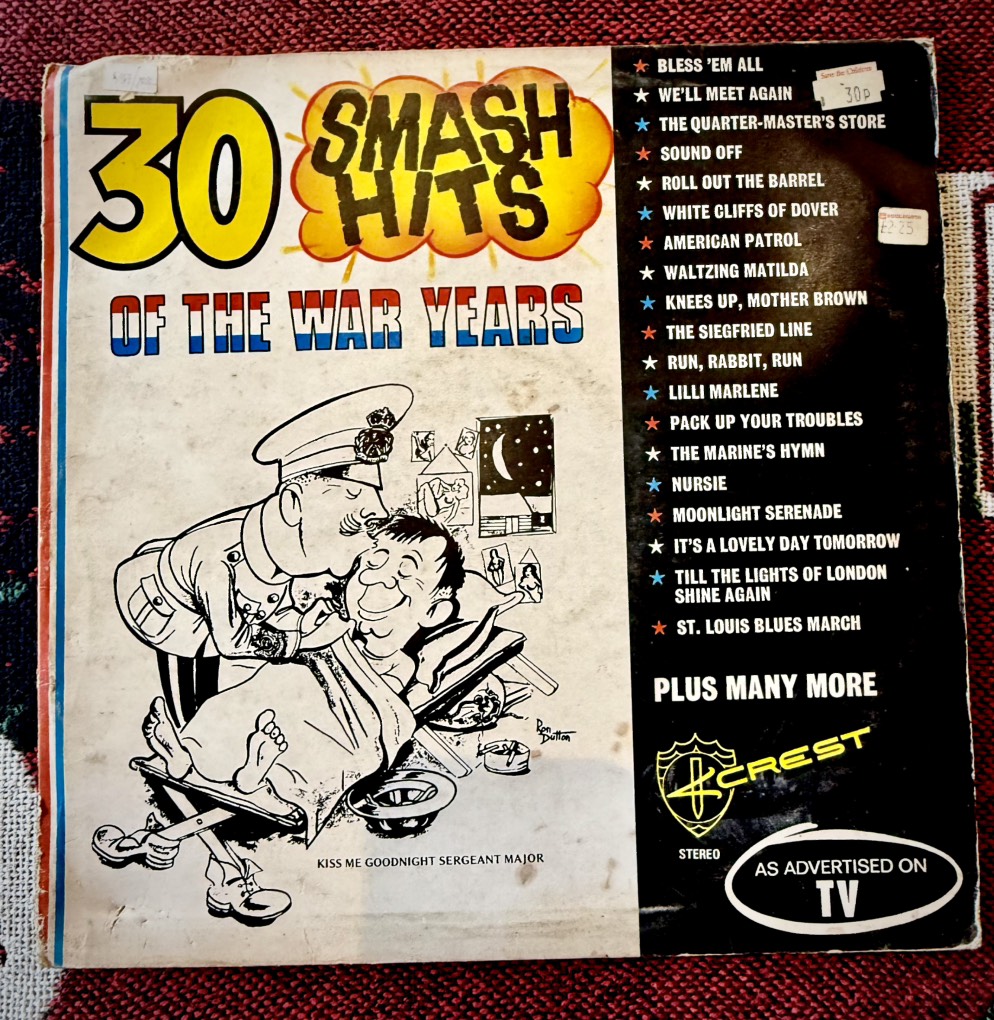 30 SMASH
HITS
OF THE WAR YEARS
Ron
Dutton
KISS ME GOODNIGHT SERGEANT MAJOR
BLESS 'EM ALL
WE'LL MEET AGAIN
Save the Children
30P
THE QUARTER-MASTER'S STORE
SOUND OFF
ROLL OUT THE BARREL
WHITE CLIFFS OF DOVER
£2.25
AMERICAN PATROL
WALTZING MATILDA
KNEES UP, MOTHER BROWN
THE SIEGFRIED LINE
RUN, RABBIT, RUN
LILLI MARLENE
PACK UP YOUR TROUBLES
THE MARINE'S HYMN
NURSIE
MOONLIGHT SERENADE
IT'S A LOVELY DAY TOMORROW
TILL THE LIGHTS OF LONDON
SHINE AGAIN
ST. LOUIS BLUES MARCH
PLUS MANY MORE
CREST
STEREO
AS ADVERTISED ON
TV